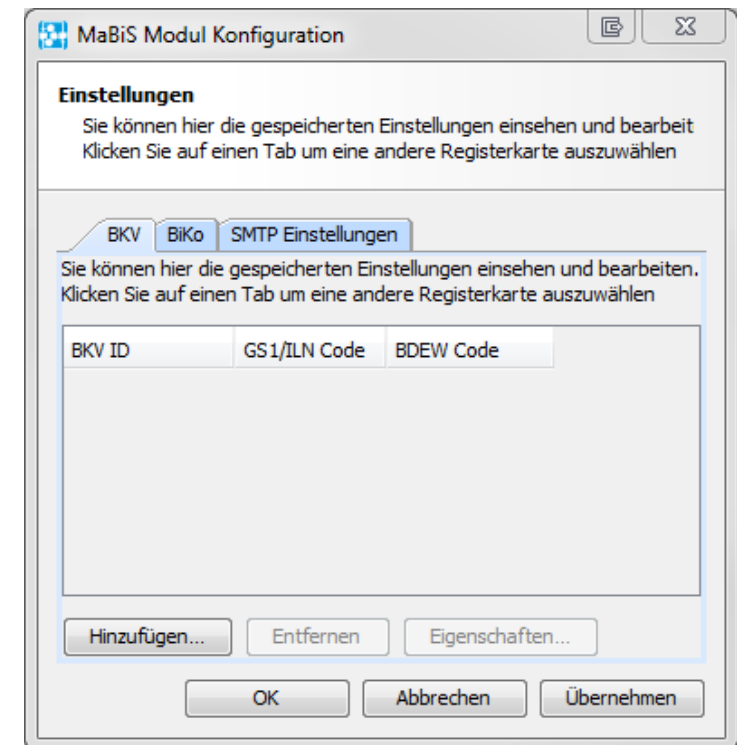 MaBiS Modul Konfiguration
Einstellungen
Sie können hier die gespeicherten Einstellungen einsehen und bearbeit
Klicken Sie auf einen Tab um eine andere Registerkarte auszuwählen
BKV BiKo SMTP Einstellungen
Sie können hier die gespeicherten Einstellungen einsehen und bearbeiten.
Klicken Sie auf einen Tab um eine andere Registerkarte auszuwählen
BKV ID GS1/ILN Code BDEW Code
Hinzufügen... Entfernen Eigenschaften...
OK Abbrechen Übernehmen